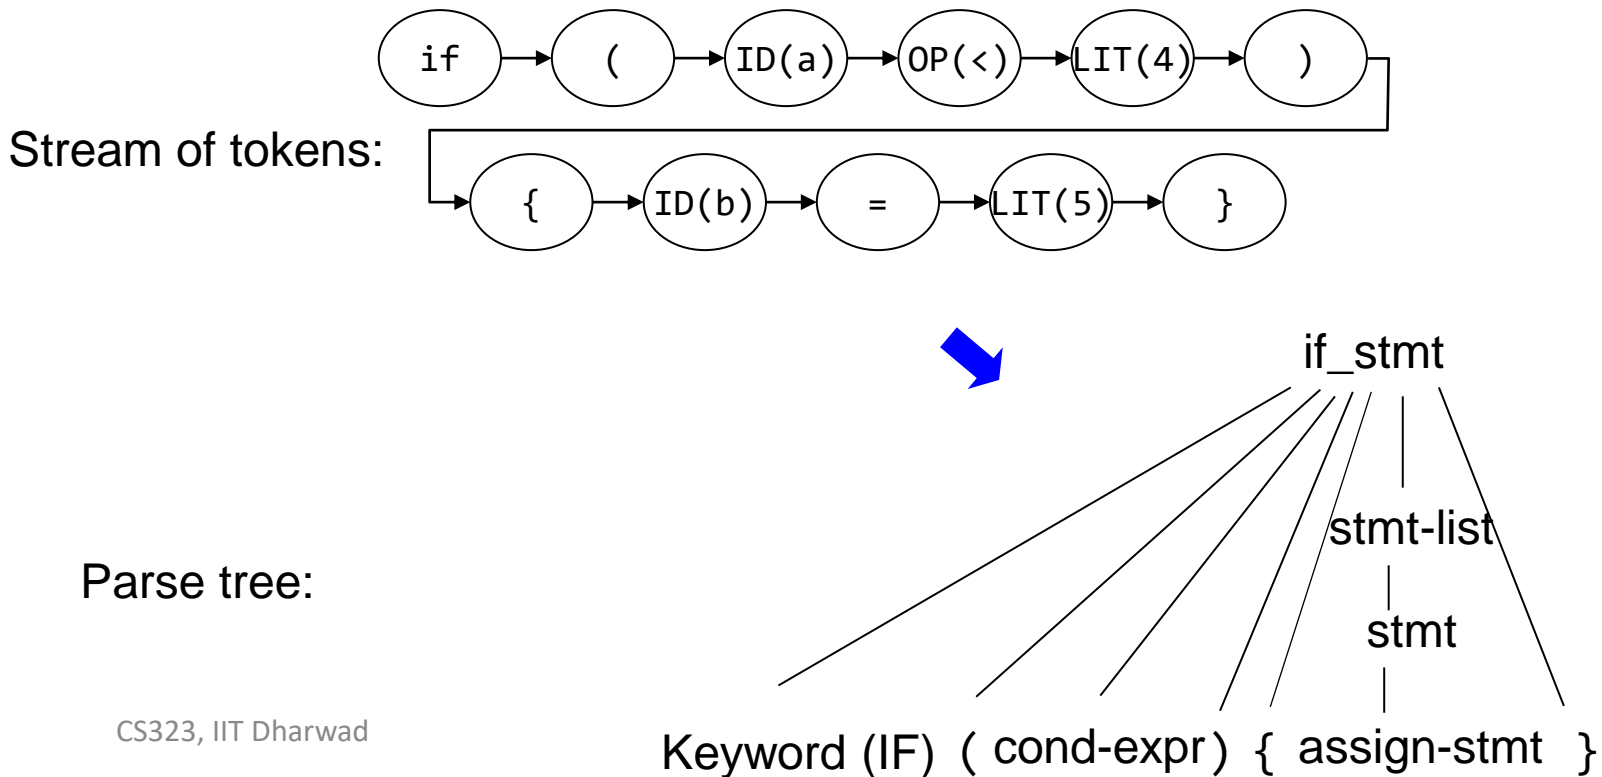 if ( ID(a) OP(<) LIT(4) )
Stream of tokens:
{ ID(b) = LIT(5) }
if_stmt
stmt-list
Parse tree:
stmt
CS323, IIT Dharwad
Keyword (IF) ( cond-expr ) { assign-stmt }